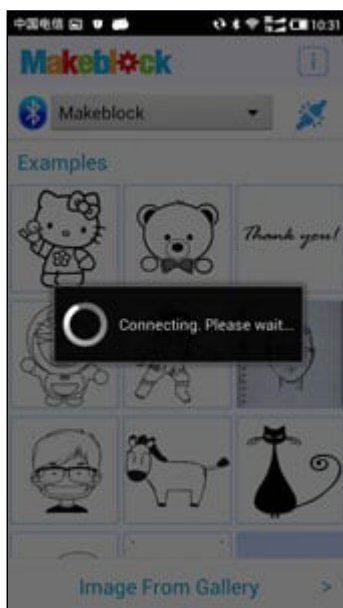 中国电信 10:31
Makeblock
Makeblock
Examples
Thank you!
Connecting. Please wait...
Image From Gallery >